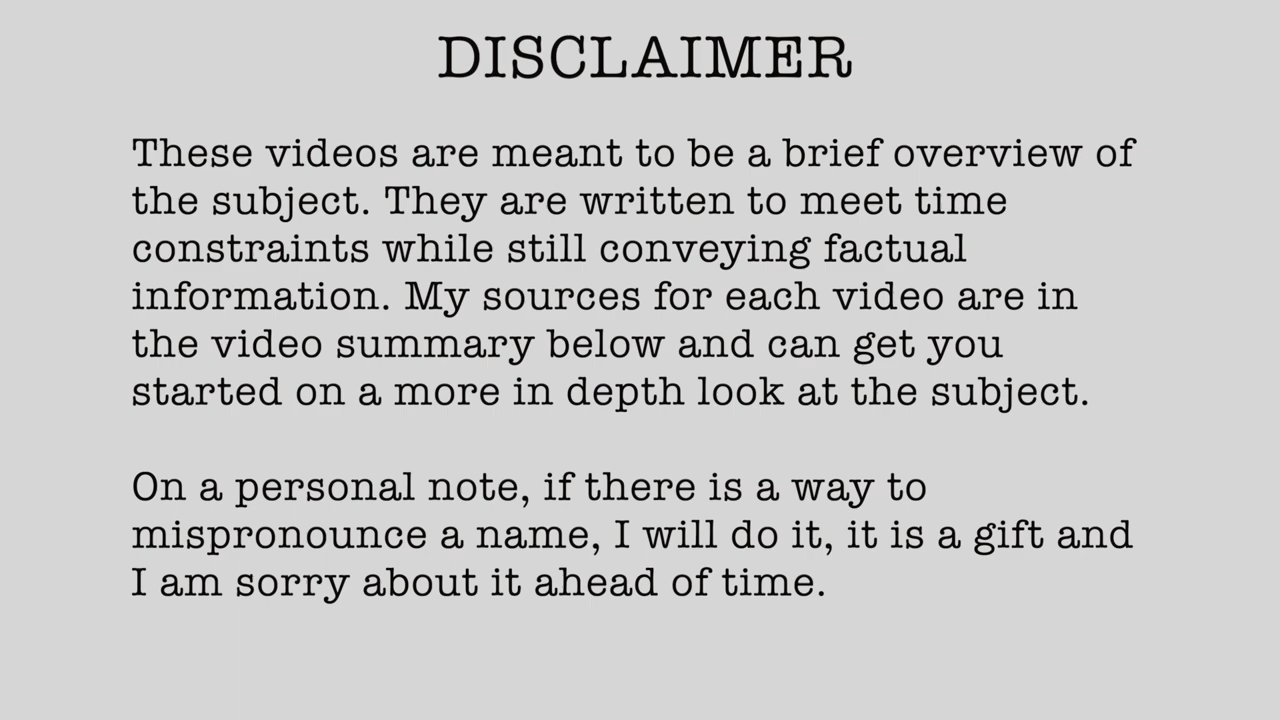 DISCLAIMER
These videos are meant to be a brief overview of
the subject. They are written to meet time
constraints while still conveying factual
information. My sources for each video are in
the video summary below and can get you
started on a more in depth look at the subject.
On a personal note, if there is a way to
mispronounce a name, I will do it, it is a gift and
I am sorry about it ahead of time.